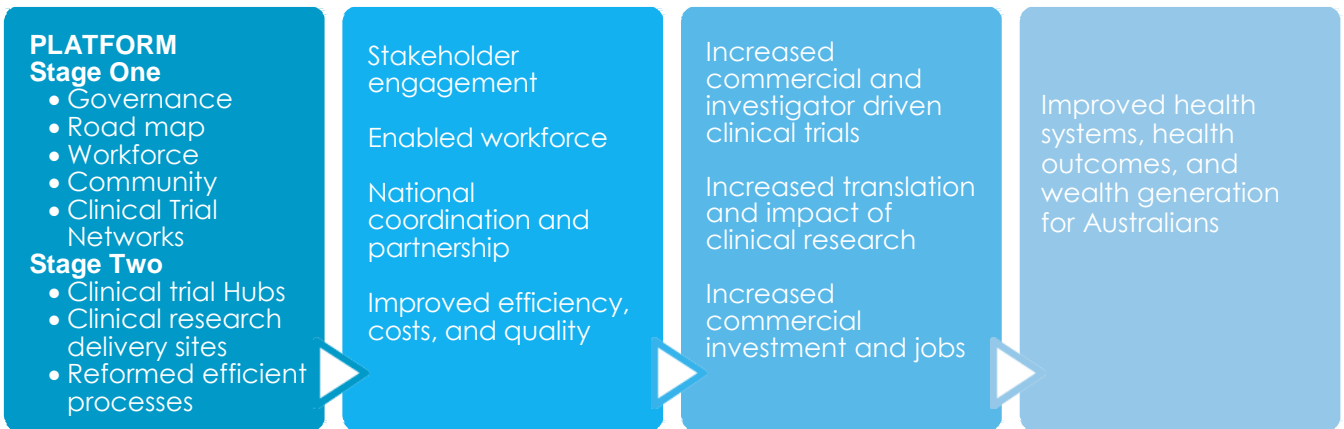 PLATFORM
Stage One
• Governance
• Road map
• Workforce
• Community
• Clinical Trial
Networks
Stage Two
• Clinical trial Hubs
• Clinical research
delivery sites
• Reformed efficient
processes
Stakeholder
engagement
Enabled workforce
National
coordination and
partnership
Improved efficiency,
costs, and quality
Increased
commercial and
investigator driven
clinical trials
Increased translation
and impact of
clinical research
Increased
commercial
investment and jobs
Improved health
systems, health
outcomes, and
wealth generation
for Australians